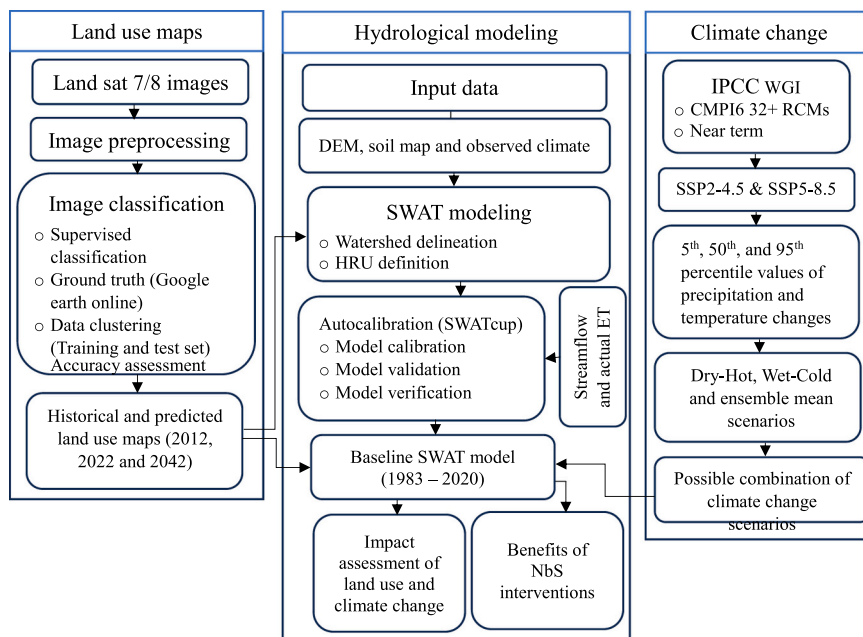 Land use maps
Land sat 7/8 images
Image preprocessing
Image classification
○ Supervised
classification
○ Ground truth (Google
earth online)
○ Data clustering
(Training and test set)
Accuracy assessment
Historical and predicted
land use maps (2012,
2022 and 2042)
Hydrological modeling
Input data
DEM, soil map and observed climate
SWAT modeling
○ Watershed delineation
○ HRU definition
Autocalibration (SWATcup)
○ Model calibration
○ Model validation
○ Model verification
Streamflow
and actual ET
Baseline SWAT model
(1983 – 2020)
Impact
assessment of
land use and
climate change
Benefits of
NbS
interventions
Climate change
IPCC WGI
○ CMPI6 32+ RCMs
○ Near term
SSP2-4.5 & SSP5-8.5
5th, 50th, and 95th
percentile values of
precipitation and
temperature changes
Dry-Hot, Wet-Cold
and ensemble mean
scenarios
Possible combination of
climate change
scenarios